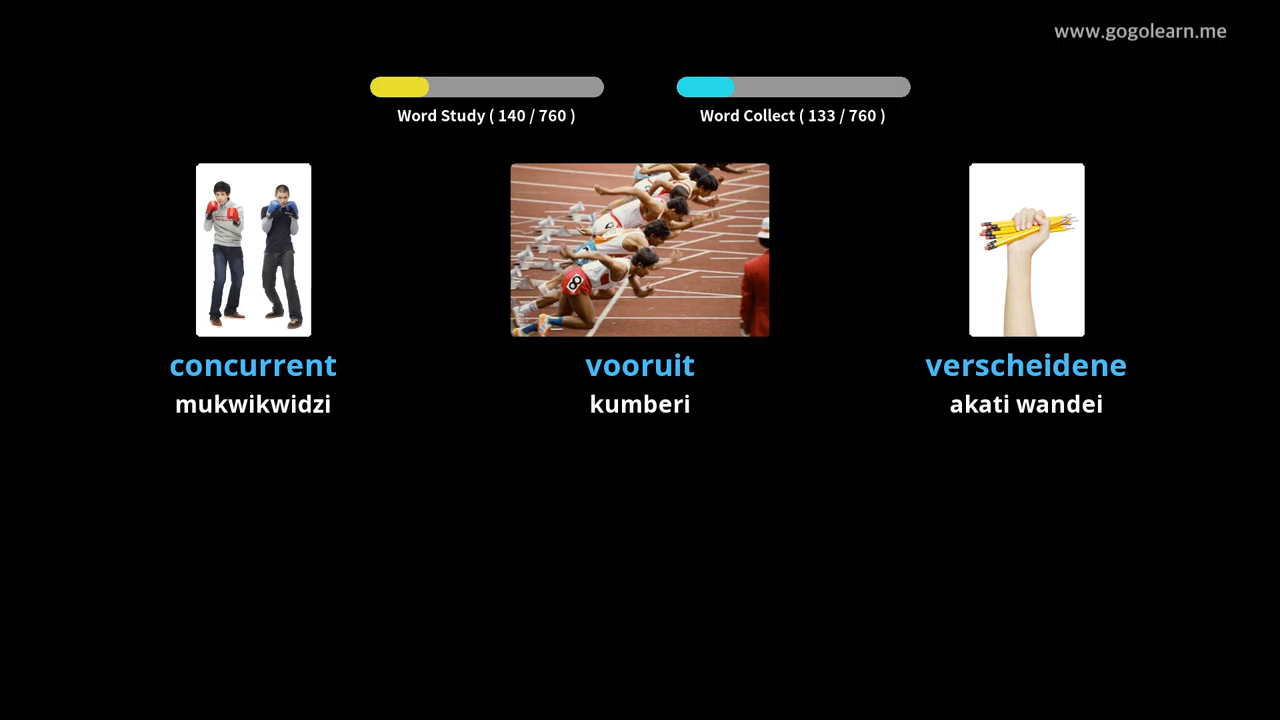 www.gogolearn.me
Word Study ( 140 / 760 )
Word Collect ( 133 / 760 )
concurrent
mukwikwidzi
vooruit
kumberi
verscheidene
akati wandei